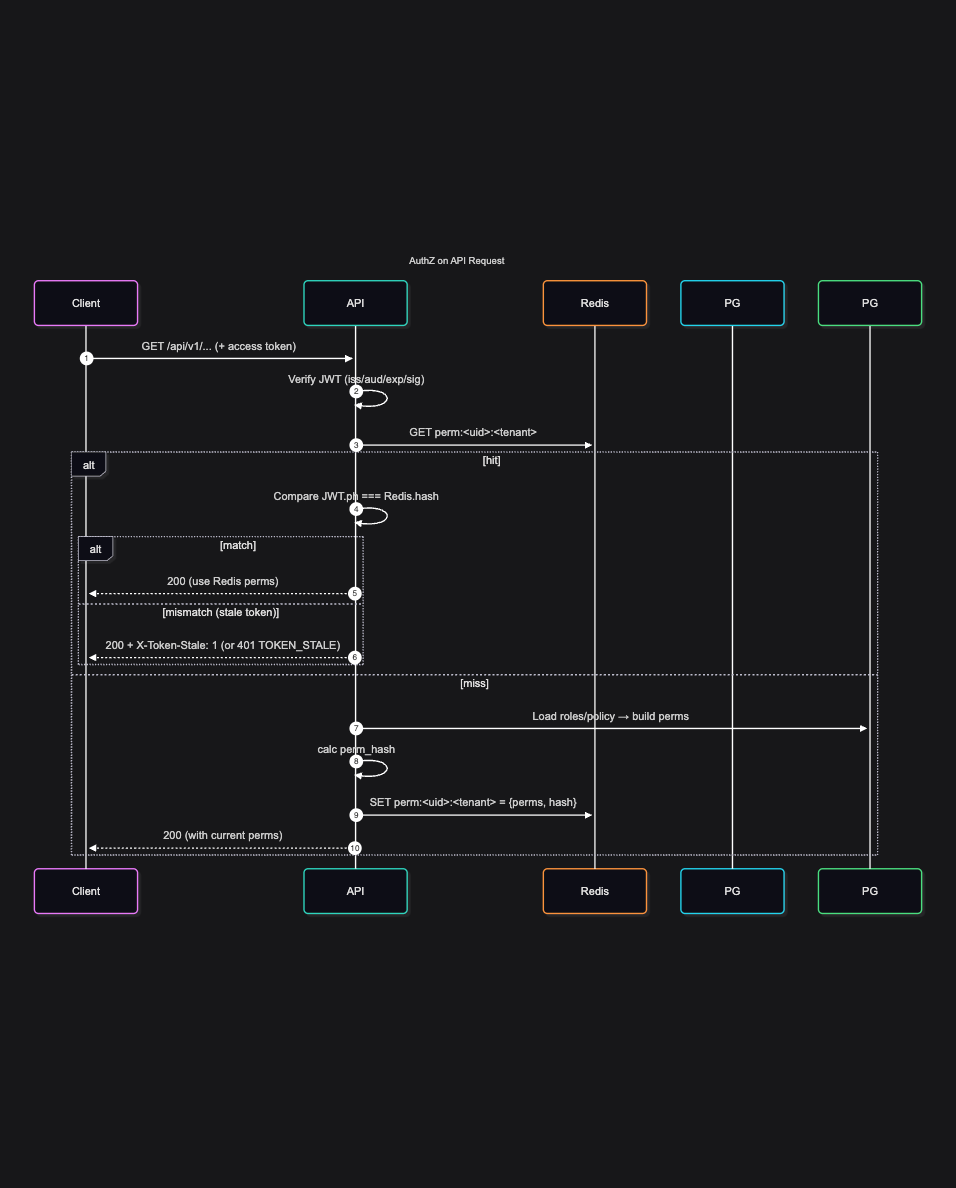 AuthZ on API Request
Client
API
Redis
PG
PG
GET /api/v1/... (+ access token)
1
Verify JWT (iss/aud/exp/sig)
2
GET perm:<uid>:<tenant>
3
alt
[hit]
Compare JWT.ph === Redis.hash
4
alt
[match]
200 (use Redis perms)
5
[mismatch (stale token)]
200 + X-Token-Stale: 1 (or 401 TOKEN_STALE)
6
[miss]
Load roles/policy → build perms
7
calc perm_hash
8
SET perm:<uid>:<tenant> = {perms, hash}
9
200 (with current perms)
10
Client
API
Redis
PG
PG